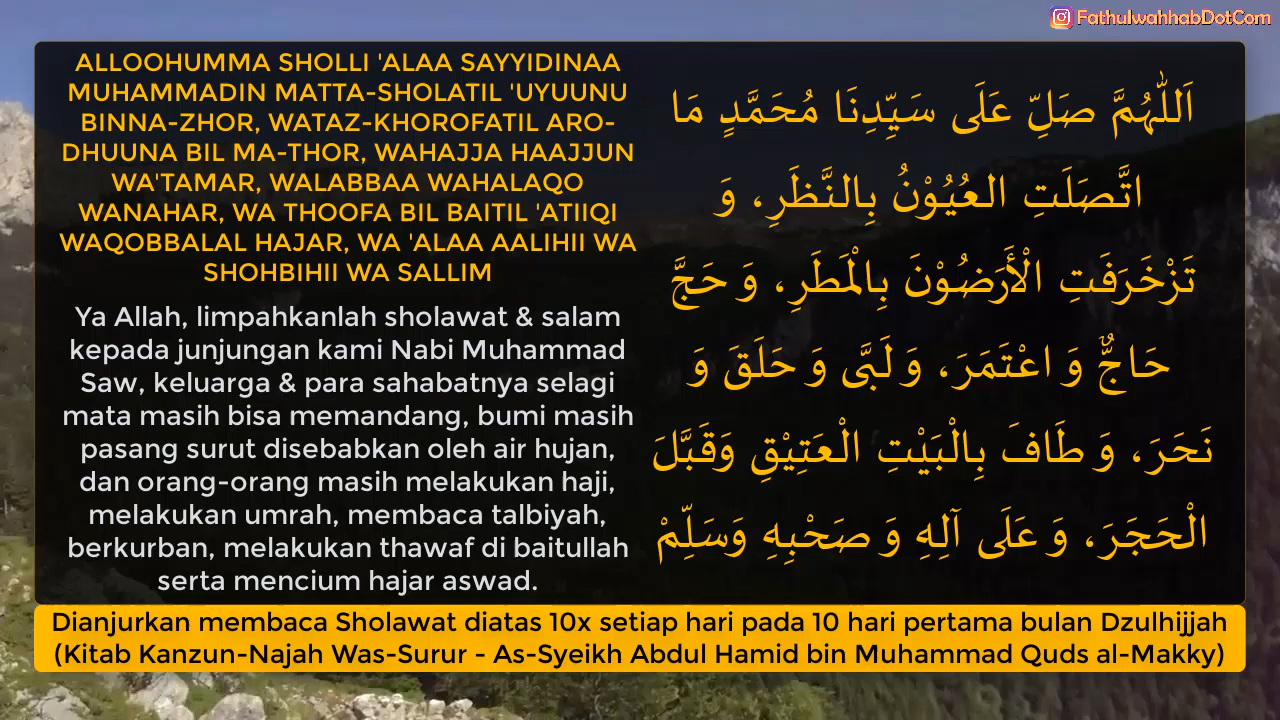 FathulwahhabDotCom
ALLOOHUMMA SHOLLI 'ALAA SAYYIDINAA
MUHAMMADIN MATTA-SHOLATIL 'UYUUNU
BINNA-ZHOR, WATAZ-KHOROFATIL ARO-
DHUUNA BIL MA-THOR, WAHAJJA HAAJJUN
WA'TAMAR, WALABBAA WAHALAQO
WANAHAR, WA THOOFA BIL BAITIL 'ATIIQI
WAQOBBALAL HAJAR, WA 'ALAA AALIHII WA
SHOHBIHII WA SALLIM
Ya Allah, limpahkanlah sholawat & salam
kepada junjungan kami Nabi Muhammad
Saw, keluarga & para sahabatnya selagi
mata masih bisa memandang, bumi masih
pasang surut disebabkan oleh air hujan,
dan orang-orang masih melakukan haji,
melakukan umrah, membaca talbiyah,
berkurban, melakukan thawaf di baitullah
serta mencium hajar aswad.
اَللّٰهُمَّ صَلِّ عَلَى سَيِّدِنَا مُحَمَّدٍ مَا
اتَّصَلَتِ العُيُوْنُ بِالنَّظَرِ، وَ
تَزْخَرَفَتِ الْأَرَضُوْنَ بِالْمَطَرِ، وَ حَجَّ
حَاجٌّ وَ اعْتَمَرَ، وَ لَبَّى وَ حَلَقَ وَ
نَحَرَ، وَ طَافَ بِالْبَيْتِ الْعَتِيْقِ وَقَبَّلَ
الْحَجَرَ، وَ عَلَى آلِهِ وَ صَحْبِهِ وَسَلِّمْ
Dianjurkan membaca Sholawat diatas 10x setiap hari pada 10 hari pertama bulan Dzulhijjah
(Kitab Kanzun-Najah Was-Surur - As-Syeikh Abdul Hamid bin Muhammad Quds al-Makky)